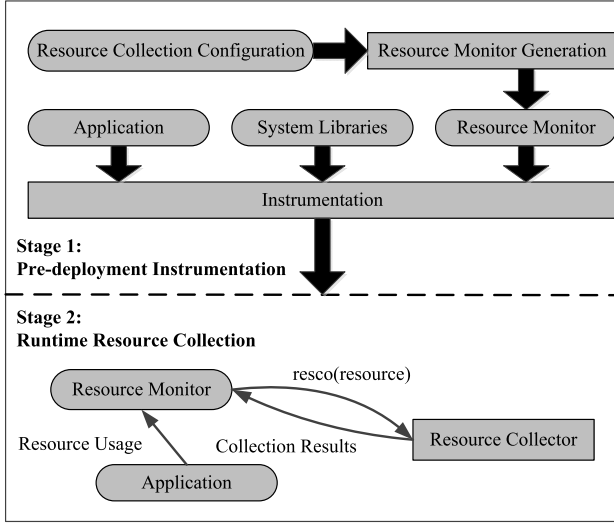 Resource Collection Configuration
Resource Monitor Generation
Application
System Libraries
Resource Monitor
Instrumentation
Stage 1:
Pre-deployment Instrumentation
Stage 2:
Runtime Resource Collection
Resource Monitor
resco(resource)
Resource Usage
Collection Results
Resource Collector
Application